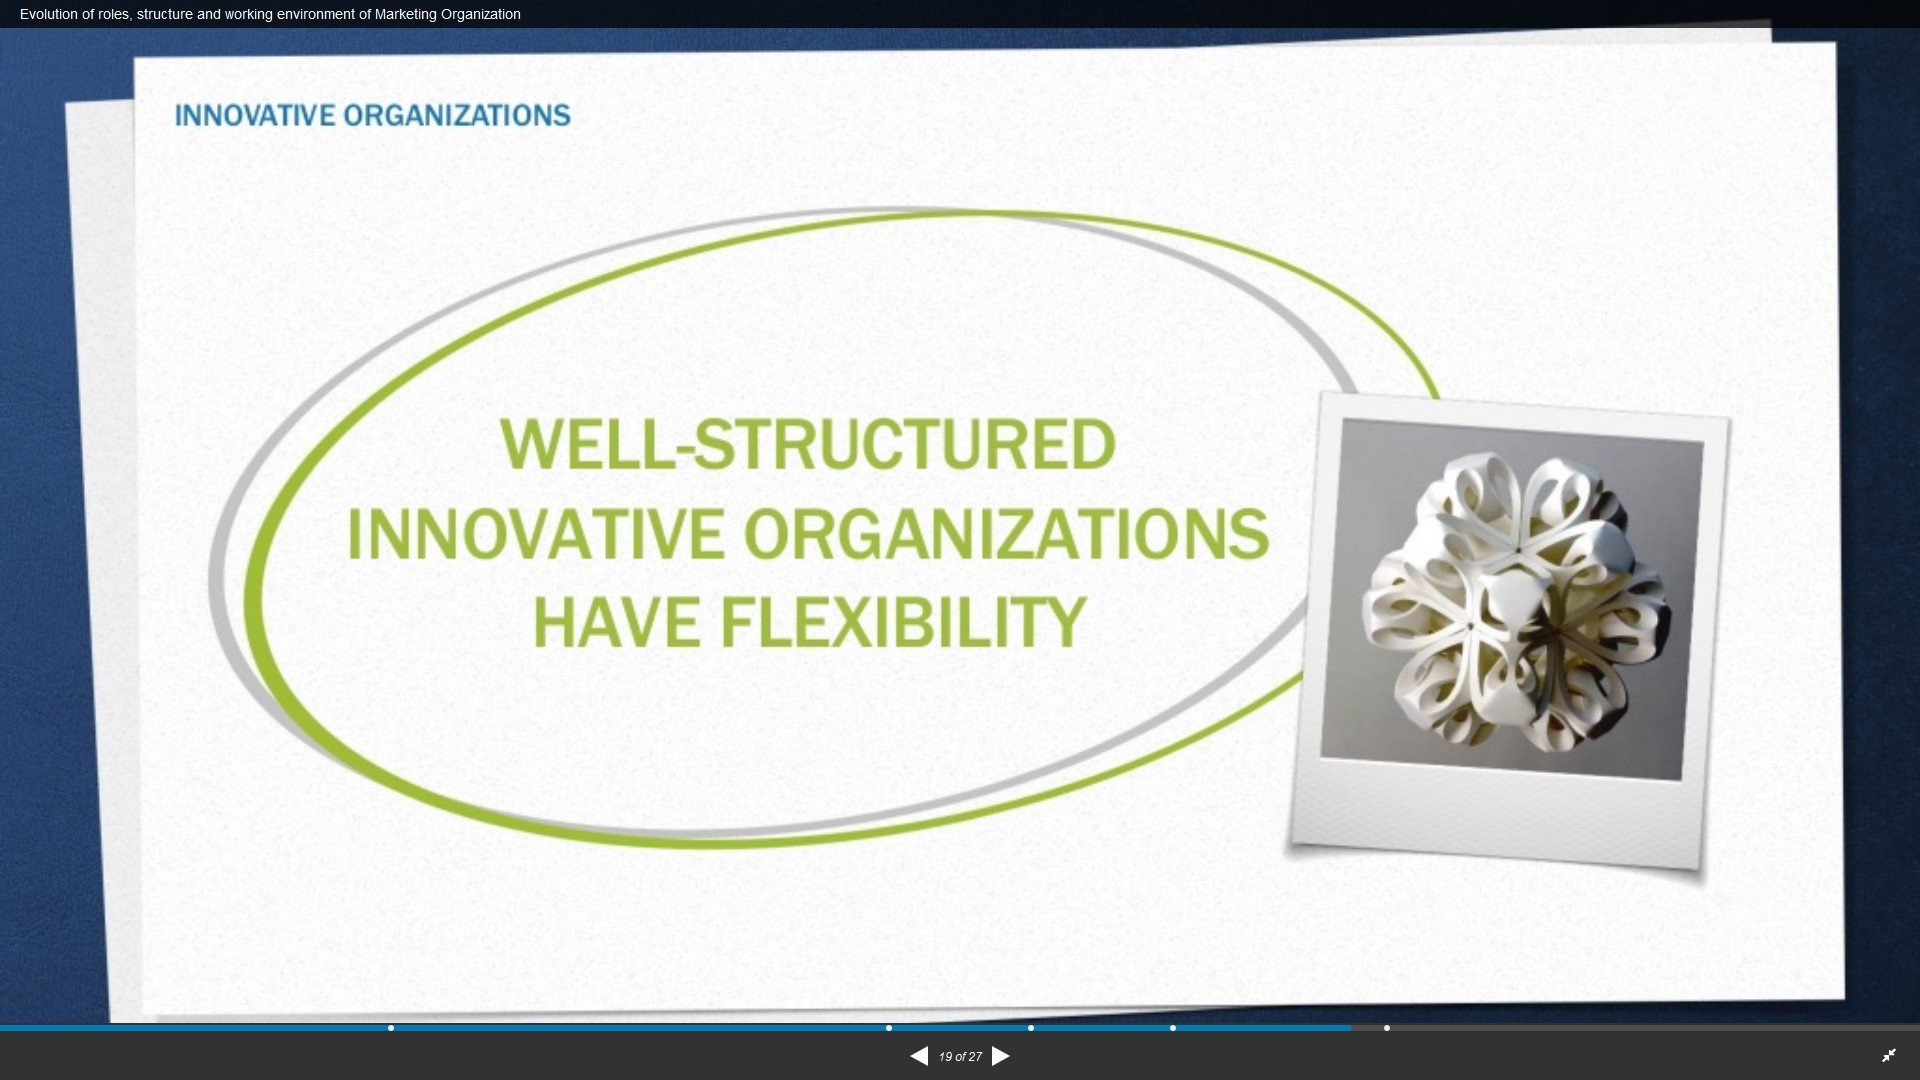 Evolution of roles, structure and working environment of Marketing Organization
INNOVATIVE ORGANIZATIONS
WELL-STRUCTURED
INNOVATIVE ORGANIZATIONS
HAVE FLEXIBILITY
19 of 27